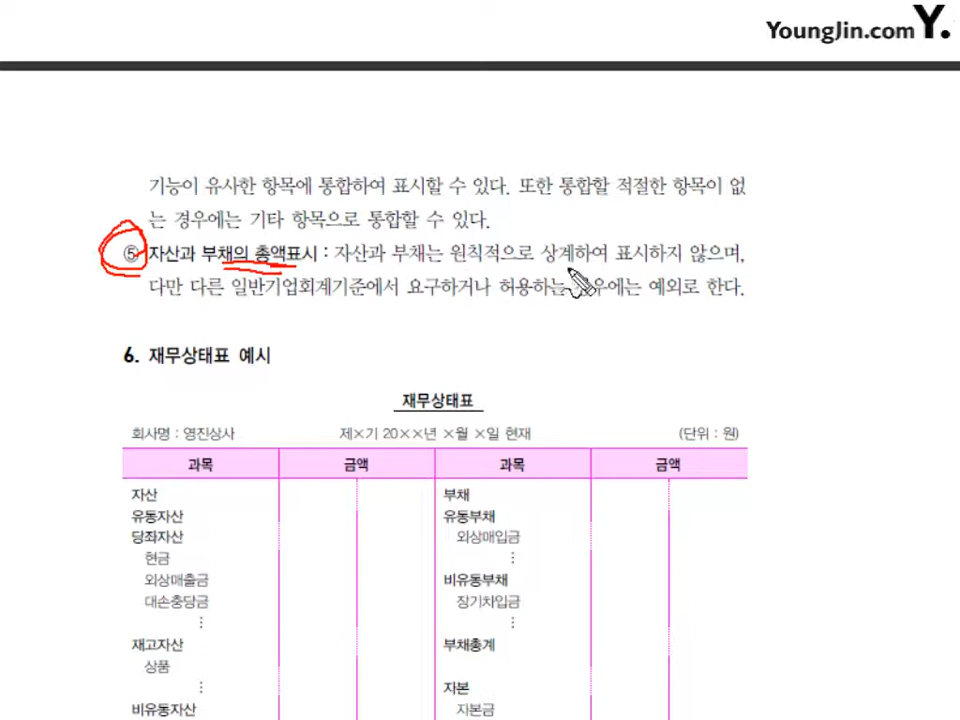 YoungJin.com Y.
기능이 유사한 항목에 통합하여 표시할 수 있다. 또한 통합할 적절한 항목이 없
는 경우에는 기타 항목으로 통합할 수 있다.
⑤ 자산과 부채의 총액표시 : 자산과 부채는 원칙적으로 상계하여 표시하지 않으며,
다만 다른 일반기업회계기준에서 요구하거나 허용하는 경우에는 예외로 한다.
6. 재무상태표 예시
재무상태표
회사명 : 영진상사 제×기 20××년 ×월 ×일 현재 (단위 : 원)
과목 금액 과목 금액
자산 부채
유동자산 유동부채
당좌자산 외상매입금
현금 ⋮
외상매출금 비유동부채
대손충당금 장기차입금
⋮ ⋮
재고자산 부채총계
상품
⋮ 자본
비유동자산 자본금